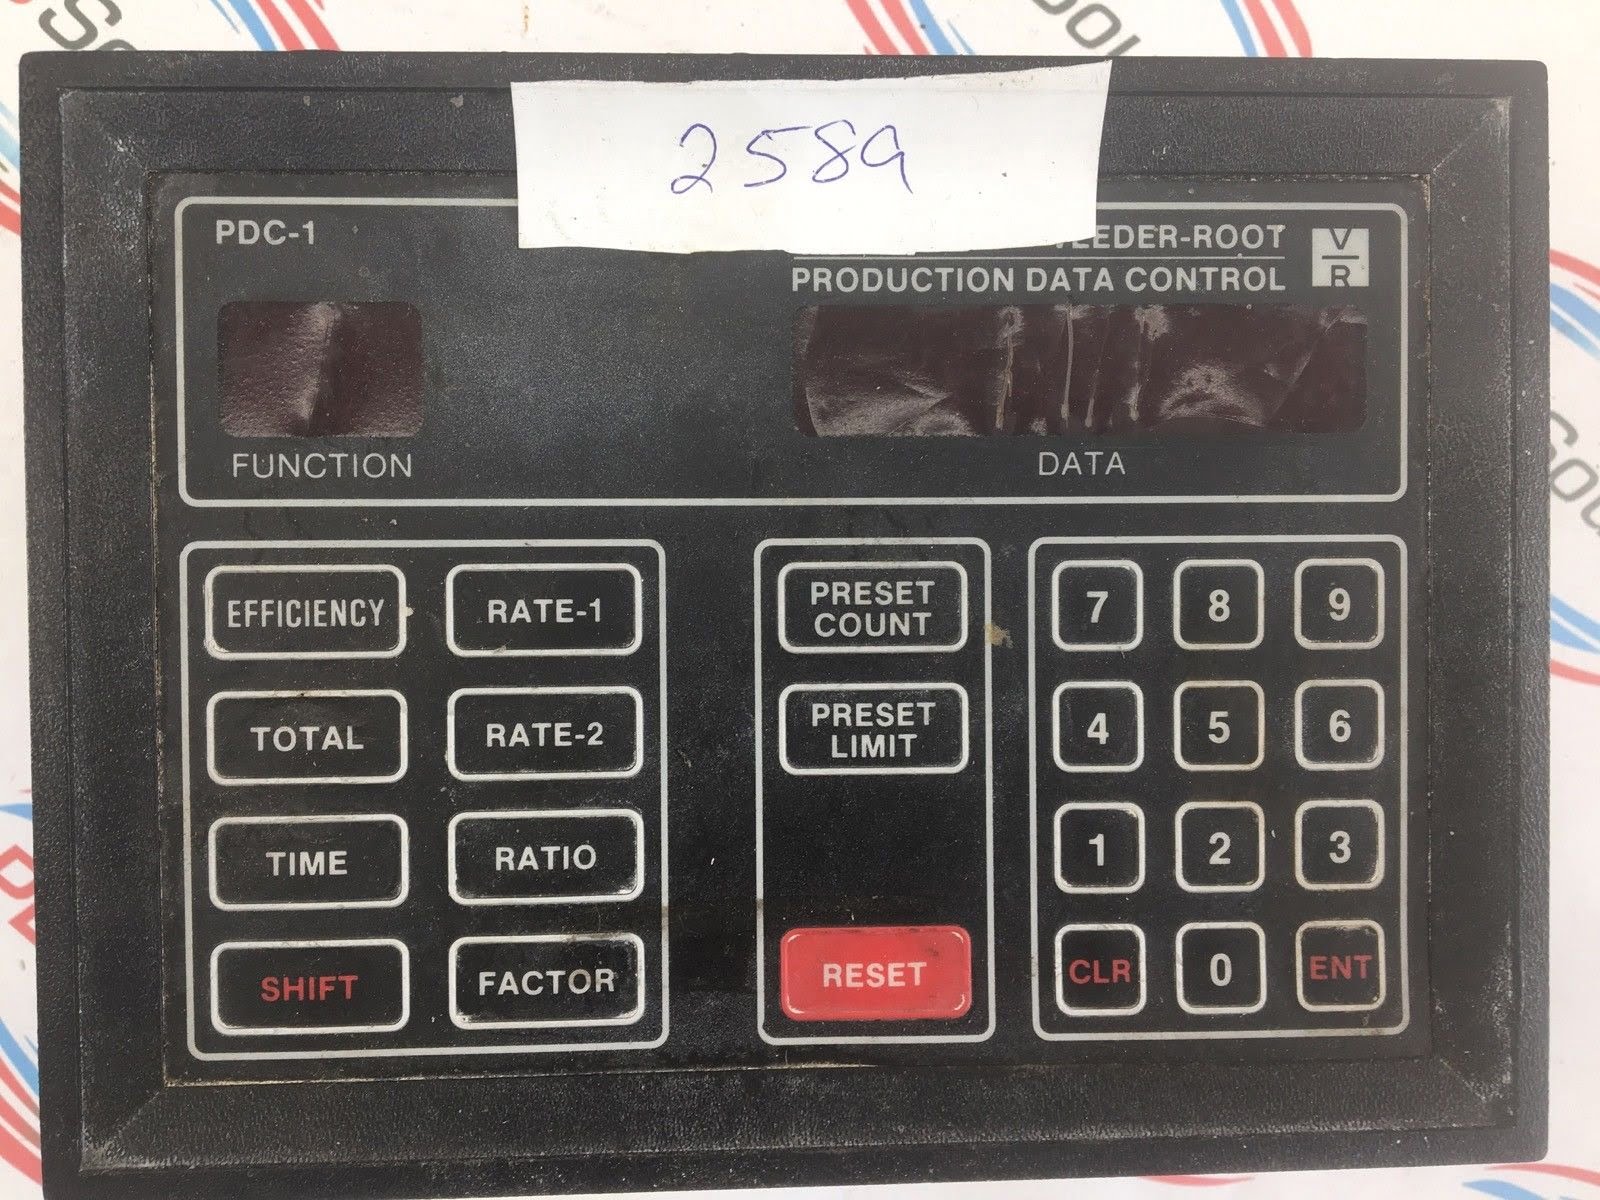 2589
PDC-1
VEEDER-ROOT
V
R
PRODUCTION DATA CONTROL
FUNCTION
DATA
EFFICIENCY
RATE-1
TOTAL
RATE-2
TIME
RATIO
SHIFT
FACTOR
PRESET
COUNT
PRESET
LIMIT
RESET
7 8 9
4 5 6
1 2 3
CLR 0 ENT